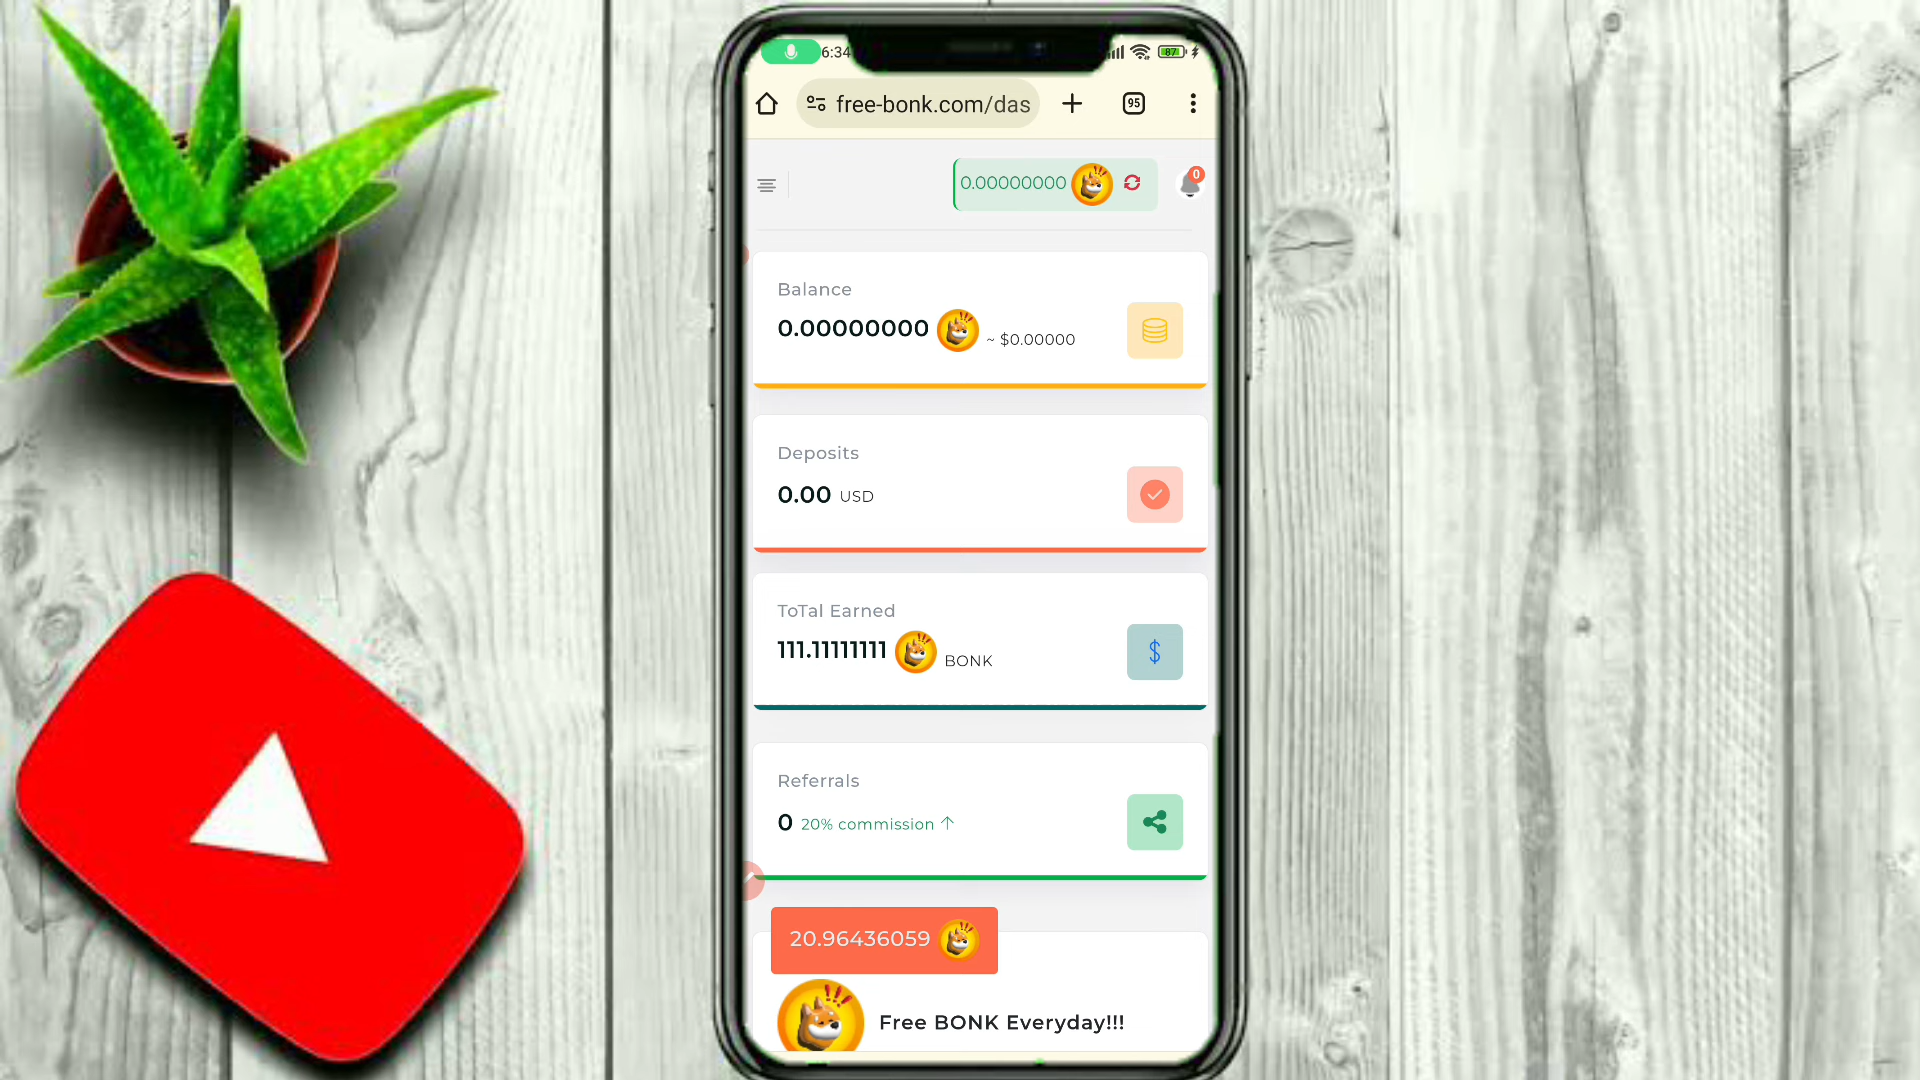 6:34
87
free-bonk.com/das
95
0.00000000
0
Balance
0.00000000 ~ $0.00000
Deposits
0.00 USD
ToTal Earned
111.11111111 BONK
Referrals
0 20% commission ↑
20.96436059
Free BONK Everyday!!!